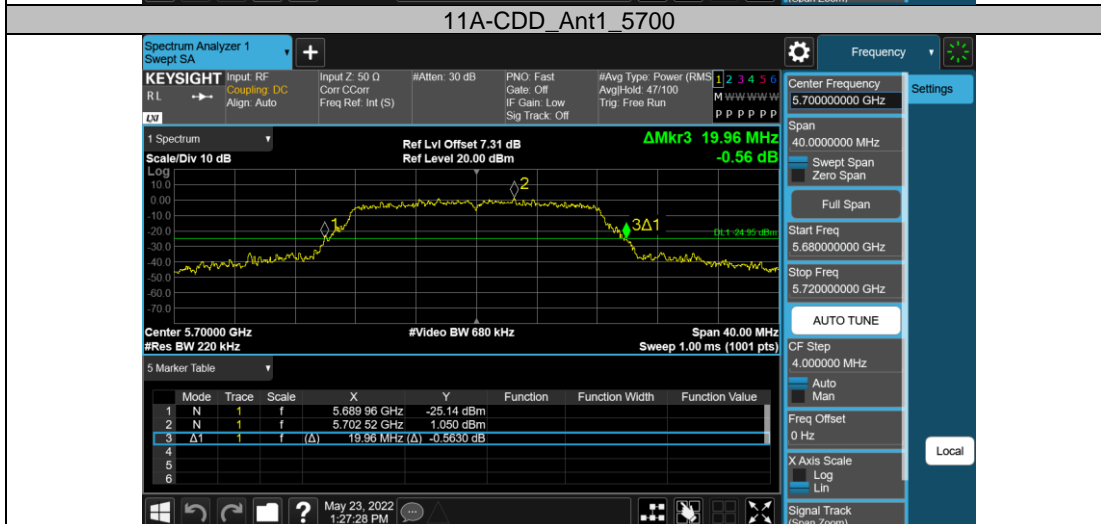 (Span Zoom)
11A-CDD_Ant1_5700
Spectrum Analyzer 1
Swept SA
+
Frequency
KEYSIGHT
RL
LXI
Input: RF
Coupling: DC
Align: Auto
Input Z: 50 Ω
Corr CCorr
Freq Ref: Int (S)
#Atten: 30 dB
PNO: Fast
Gate: Off
IF Gain: Low
Sig Track: Off
#Avg Type: Power (RMS
Avg|Hold: 47/100
Trig: Free Run
1 2 3 4 5 6
M W W W W W
P P P P P P
1 Spectrum
Scale/Div 10 dB
Ref Lvl Offset 7.31 dB
Ref Level 20.00 dBm
ΔMkr3 19.96 MHz
-0.56 dB
Log
10.0
0.00
-10.0
-20.0
-30.0
-40.0
-50.0
-60.0
-70.0
1
2
3Δ1
DL1 -24.95 dBm
Center 5.70000 GHz
#Res BW 220 kHz
#Video BW 680 kHz
Span 40.00 MHz
Sweep 1.00 ms (1001 pts)
5 Marker Table
Mode Trace Scale X Y Function Function Width Function Value
1 N 1 f 5.689 96 GHz -25.14 dBm
2 N 1 f 5.702 52 GHz 1.050 dBm
3 Δ1 1 f (Δ) 19.96 MHz (Δ) -0.5630 dB
4
5
6
May 23, 2022
1:27:28 PM
?
Center Frequency
5.700000000 GHz
Settings
Span
40.0000000 MHz
Swept Span
Zero Span
Full Span
Start Freq
5.680000000 GHz
Stop Freq
5.720000000 GHz
AUTO TUNE
CF Step
4.000000 MHz
Auto
Man
Freq Offset
0 Hz
Local
X Axis Scale
Log
Lin
Signal Track
(Span Zoom)